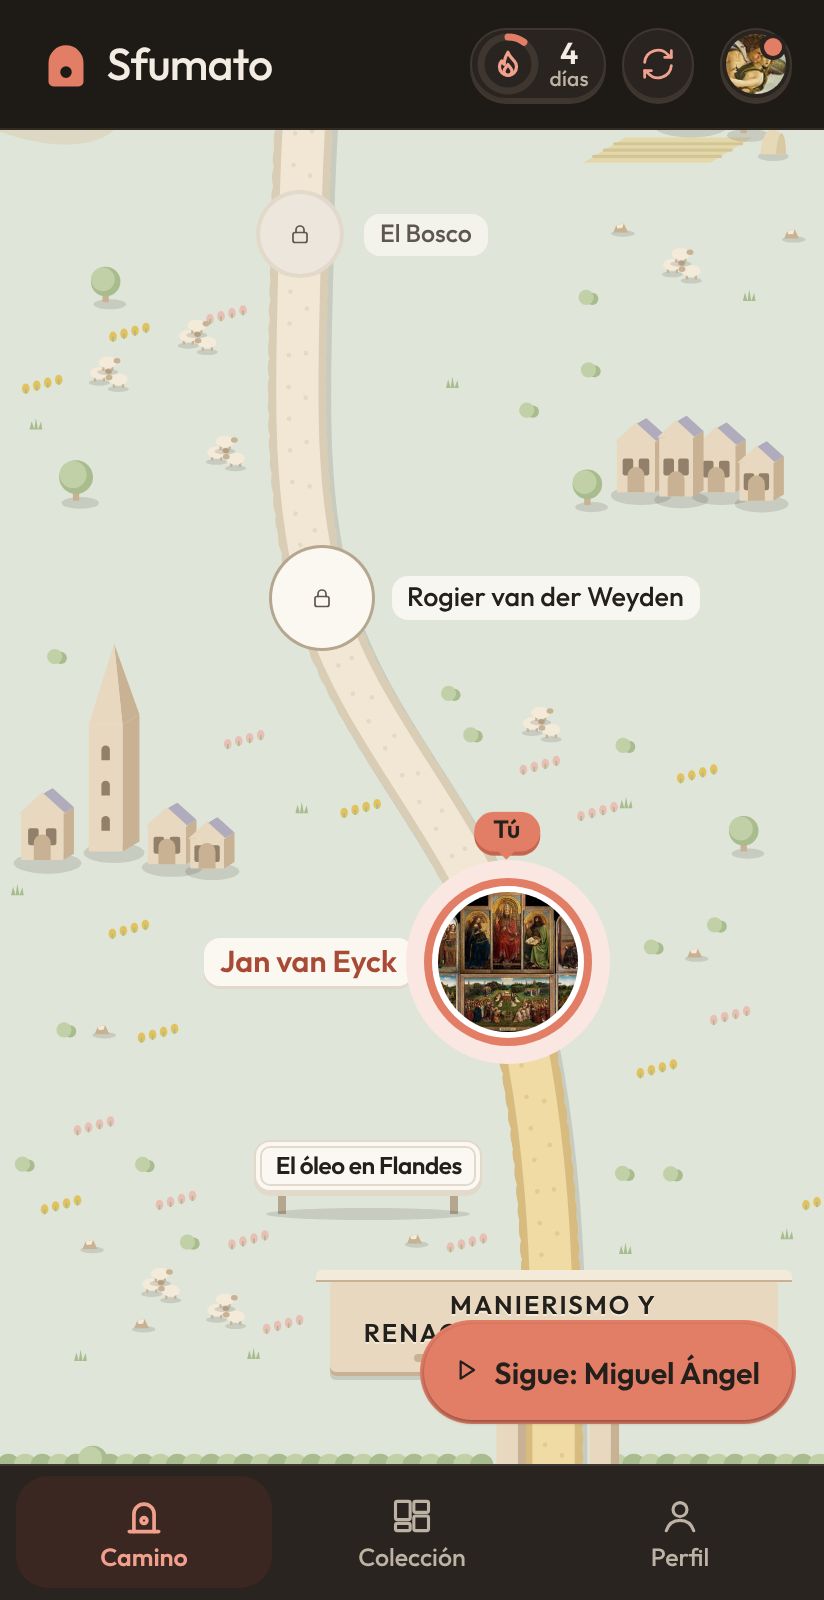 Sfumato
4
días
El Bosco
Rogier van der Weyden
Tú
Jan van Eyck
El óleo en Flandes
MANIERISMO Y
Sigue: Miguel Ángel
Camino
Colección
Perfil